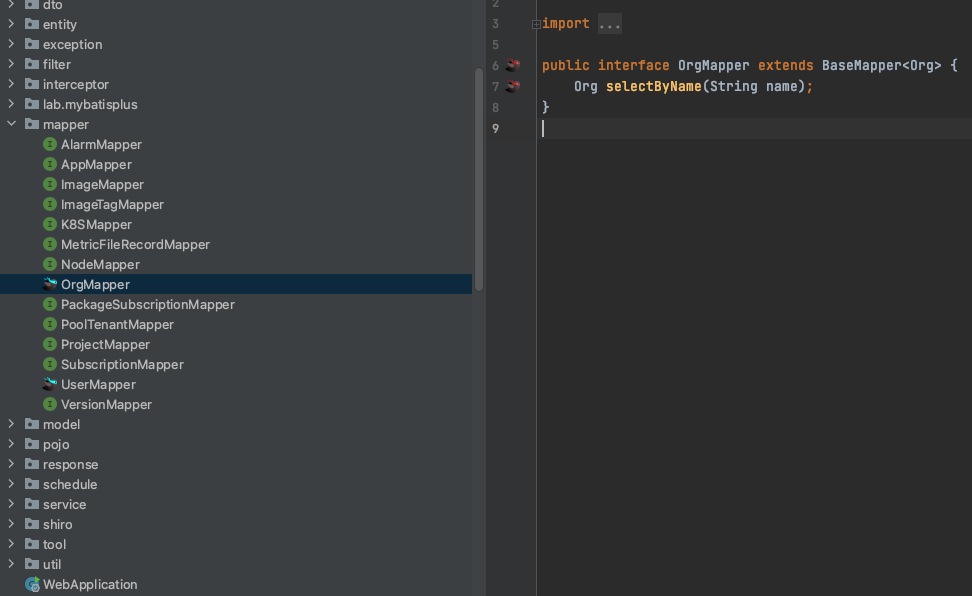 dto
entity
exception
filter
interceptor
lab.mybatisplus
mapper
AlarmMapper
AppMapper
ImageMapper
ImageTagMapper
K8SMapper
MetricFileRecordMapper
NodeMapper
OrgMapper
PackageSubscriptionMapper
PoolTenantMapper
ProjectMapper
SubscriptionMapper
UserMapper
VersionMapper
model
pojo
response
schedule
service
shiro
tool
util
WebApplication
2
3 import ...
5
6 public interface OrgMapper extends BaseMapper<Org> {
7 Org selectByName(String name);
8 }
9